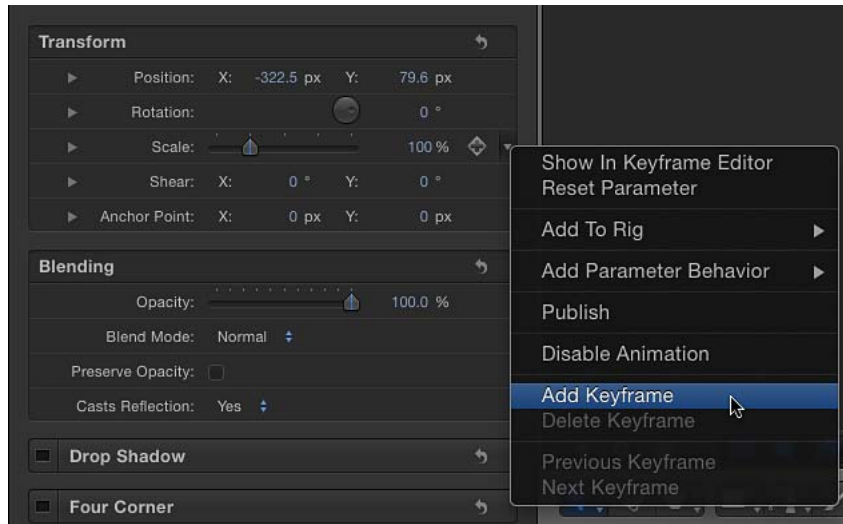 Transform
Position: X: -322.5 px Y: 79.6 px
Rotation: 0 °
Scale: 100 %
Shear: X: 0 ° Y: 0 °
Anchor Point: X: 0 px Y: 0 px
Blending
Opacity: 100.0 %
Blend Mode: Normal
Preserve Opacity:
Casts Reflection: Yes
Drop Shadow
Four Corner
Show In Keyframe Editor
Reset Parameter
Add To Rig
Add Parameter Behavior
Publish
Disable Animation
Add Keyframe
Delete Keyframe
Previous Keyframe
Next Keyframe